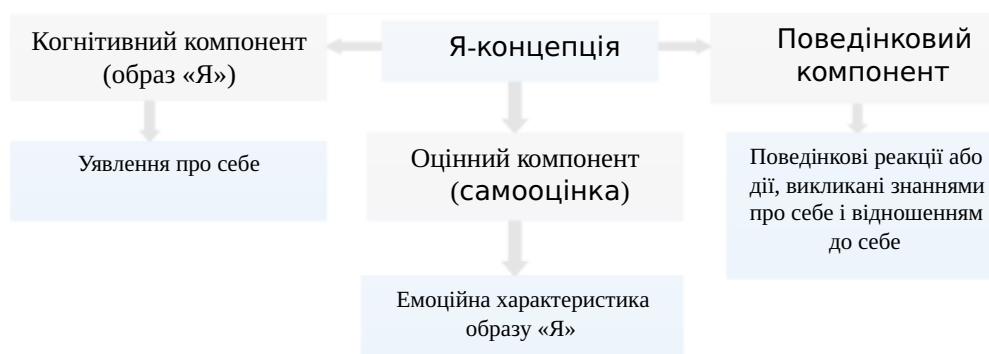 Когнітивний компонент
(образ «Я»)
Я-концепція
Поведінковий
компонент
Уявлення про себе
Оцінний компонент
(самооцінка)
Поведінкові реакції або
дії, викликані знаннями
про себе і відношенням
до себе
Емоційна характеристика
образу «Я»